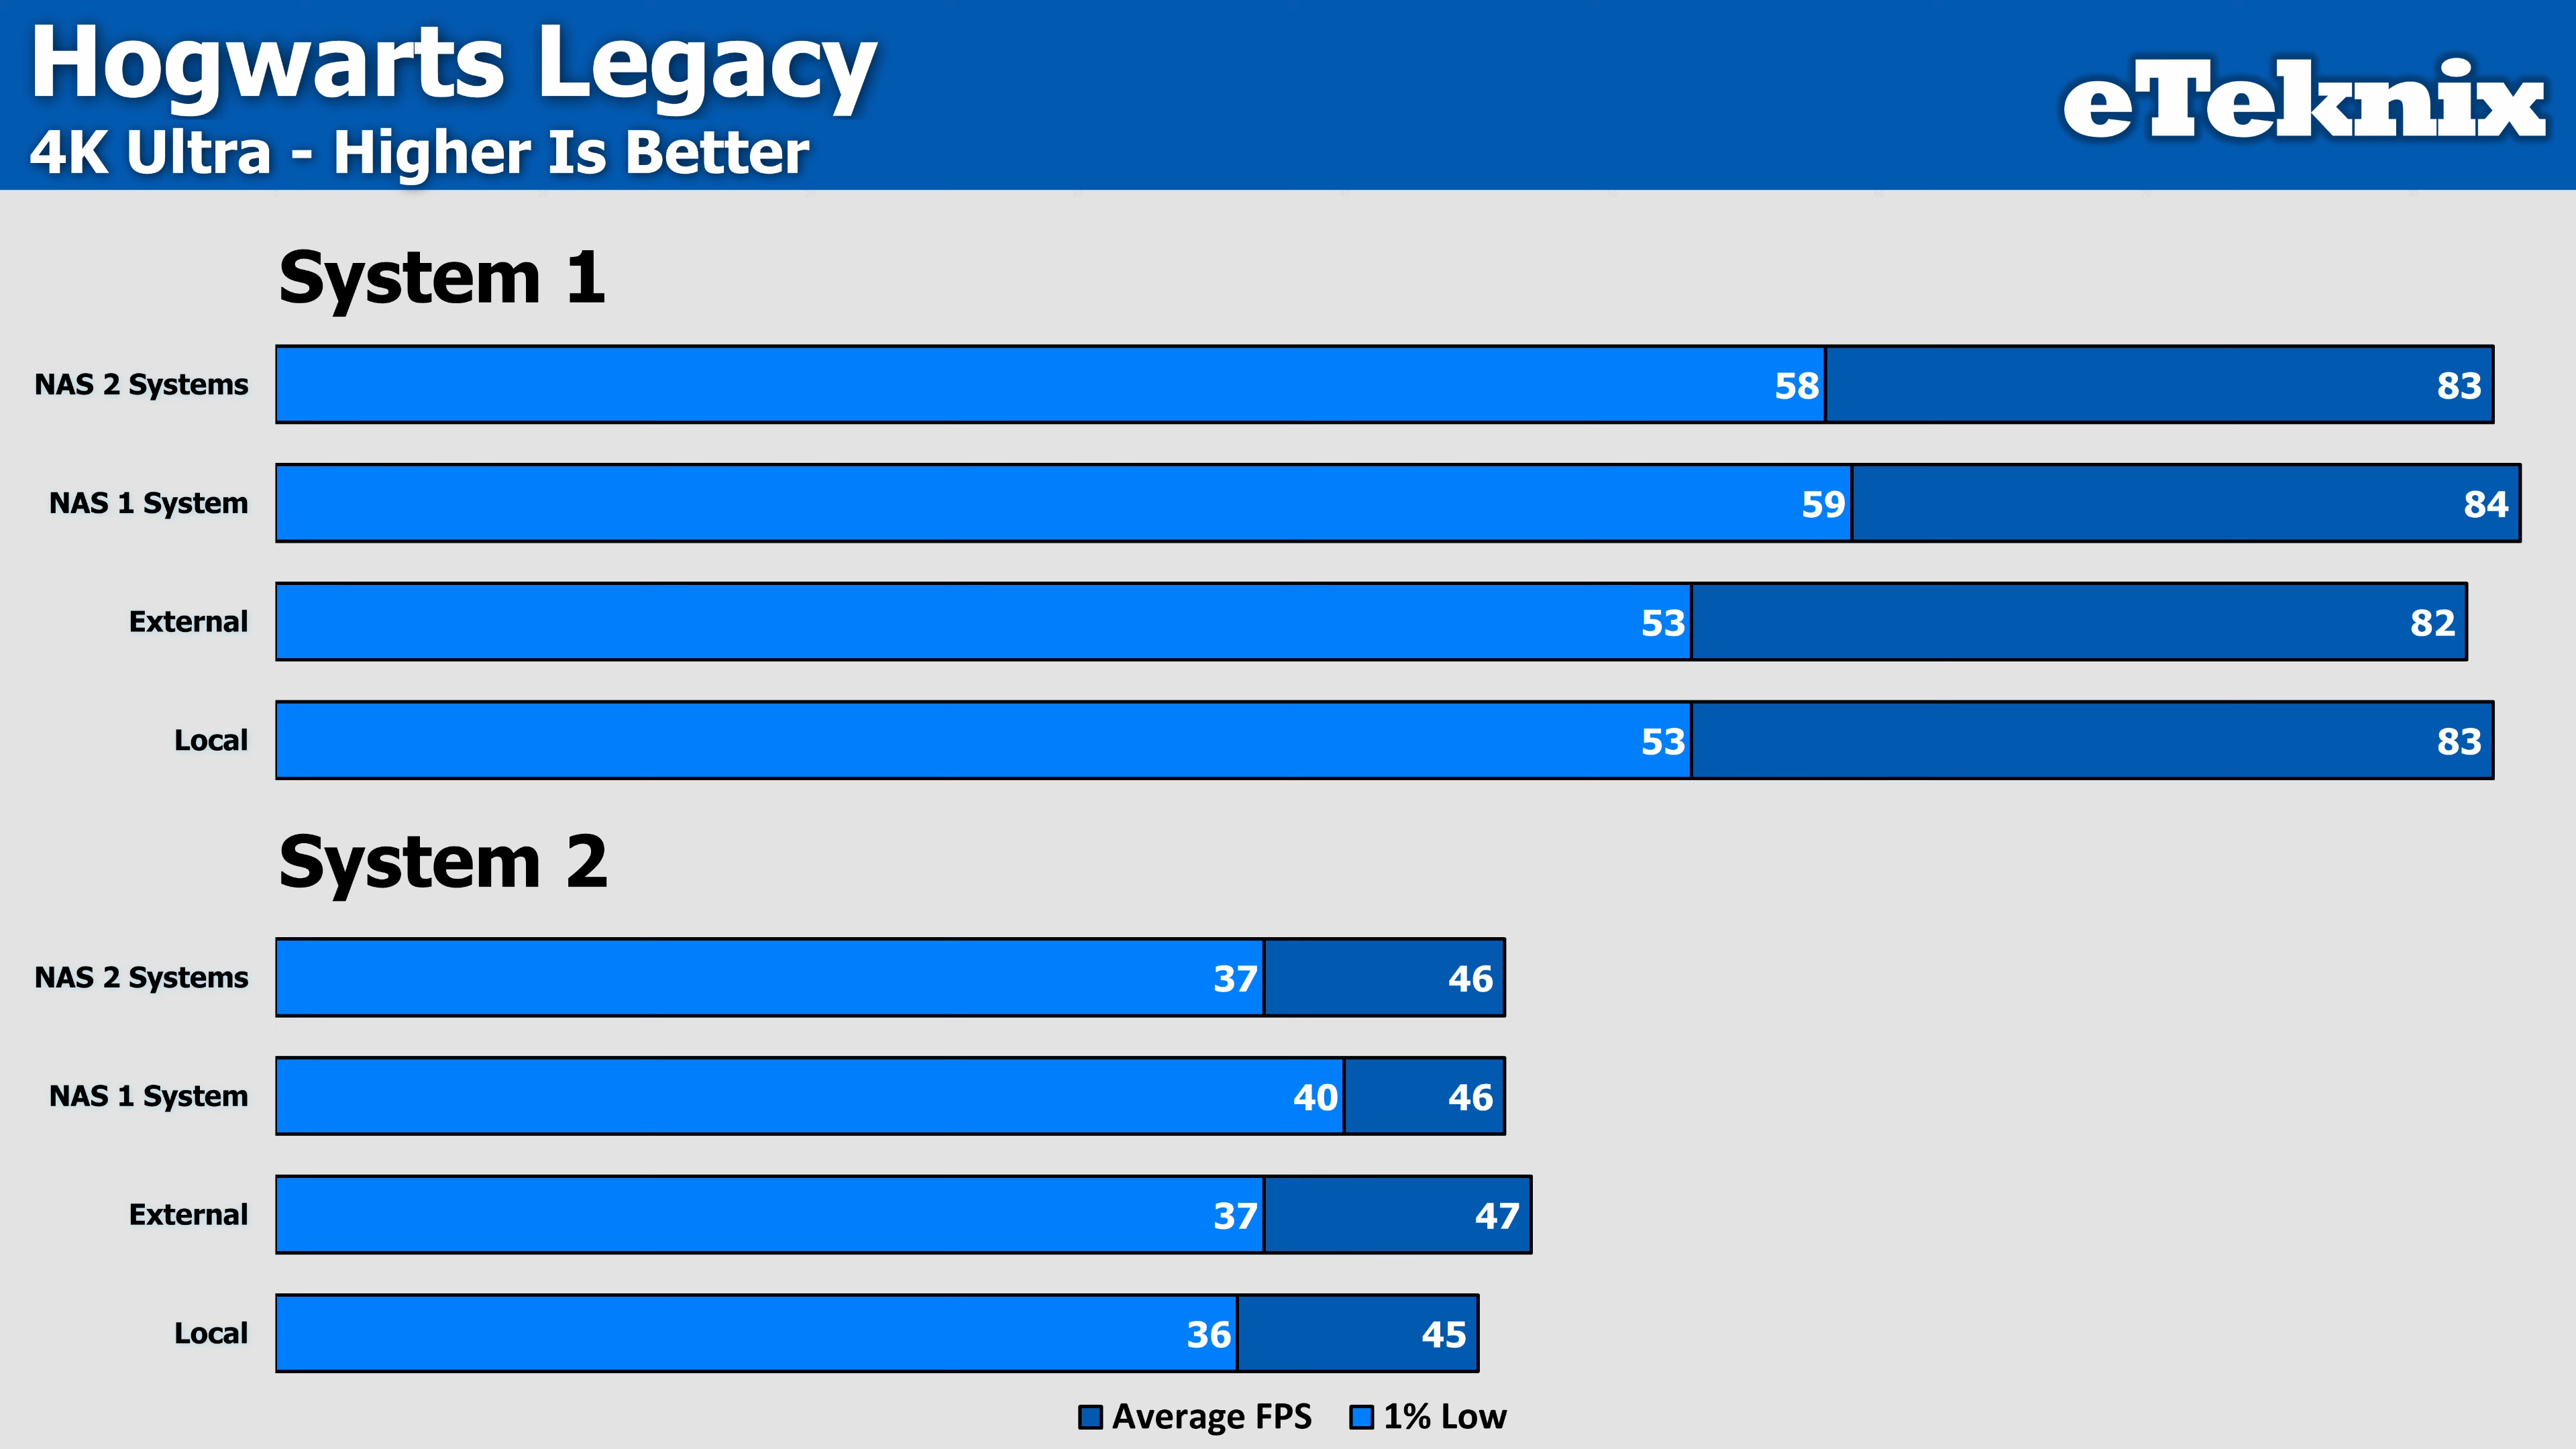 Hogwarts Legacy
4K Ultra - Higher Is Better
eTeknix
System 1
NAS 2 Systems 58 83
NAS 1 System 59 84
External 53 82
Local 53 83
System 2
NAS 2 Systems 37 46
NAS 1 System 40 46
External 37 47
Local 36 45
Average FPS 1% Low